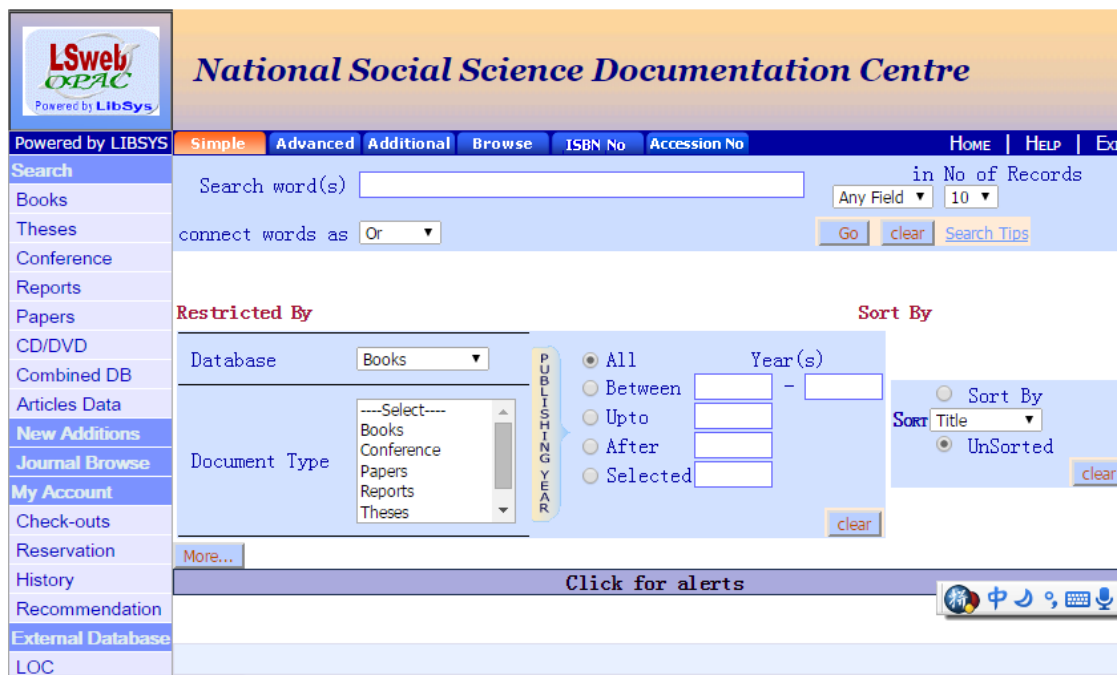 LSweb
OPAC
Powered by LibSys
National Social Science Documentation Centre
Powered by LIBSYS
Simple Advanced Additional Browse ISBN No Accession No
HOME | HELP |
Search
Books
Theses
Conference
Reports
Papers
CD/DVD
Combined DB
Articles Data
New Additions
Journal Browse
My Account
Check-outs
Reservation
History
Recommendation
External Database
LOC
Search word(s)
in No of Records
Any Field ▼ 10 ▼
connect words as Or ▼
Go clear Search Tips
Restricted By
Database Books ▼
Document Type
----Select----
Books
Conference
Papers
Reports
Theses
PUBLISHING YEAR
All Year(s)
Between –
Upto
After
Selected
clear
Sort By
Sort By
SORT Title ▼
UnSorted
clear
More...
Click for alerts
拼 中